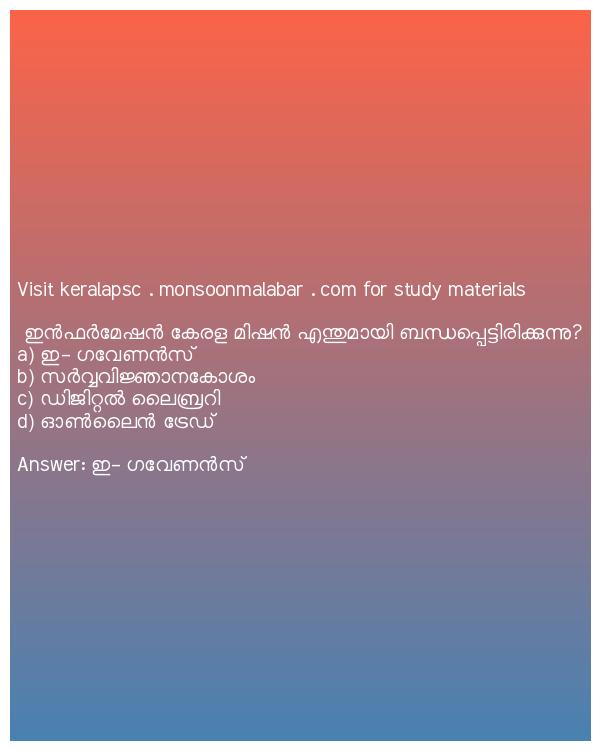 Visit keralapsc . monsoonmalabar . com for study materials
ഇൻഫർമേഷൻ കേരള മിഷൻ എന്തുമായി ബന്ധപ്പെട്ടിരിക്കുന്നു?
a) ഇ- ഗവേണൻസ്
b) സർവ്വവിജ്ഞാനകോശം
c) ഡിജിറ്റൽ ലൈബ്രറി
d) ഓൺലൈൻ ട്രേഡ്
Answer: ഇ- ഗവേണൻസ്